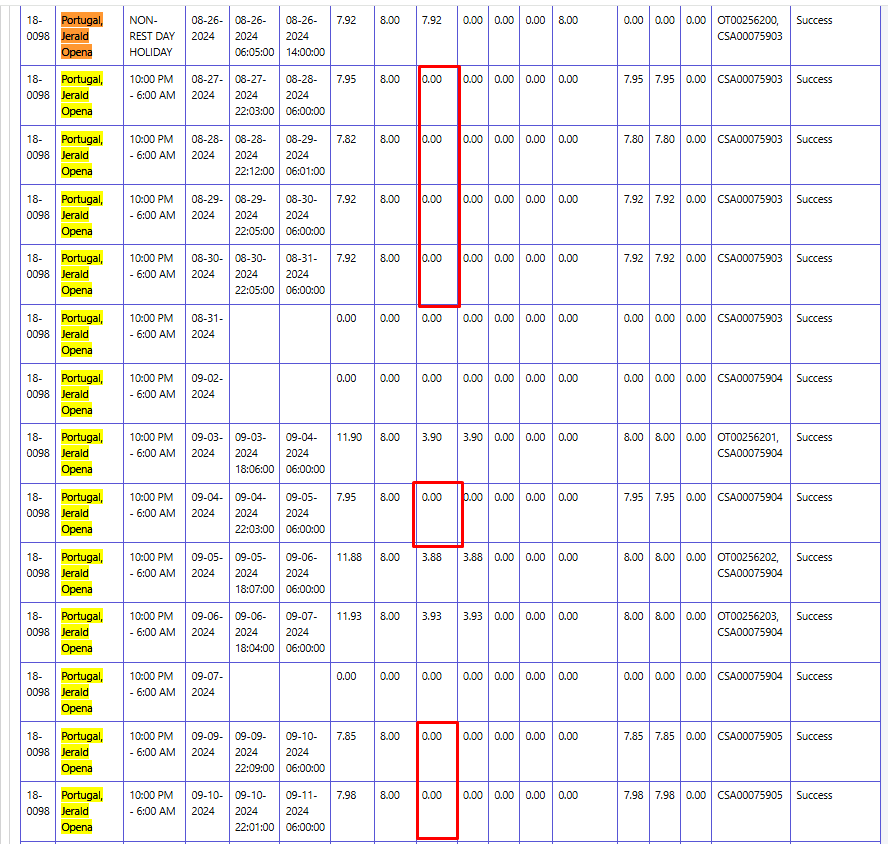 18-0098 Portugal, Jerald Opena NON-REST DAY HOLIDAY 08-26-2024 08-26-2024 06:05:00 08-26-2024 14:00:00 7.92 8.00 7.92 0.00 0.00 0.00 8.00 0.00 0.00 0.00 OT00256200, CSA00075903 Success
18-0098 Portugal, Jerald Opena 10:00 PM - 6:00 AM 08-27-2024 08-27-2024 22:03:00 08-28-2024 06:00:00 7.95 8.00 0.00 0.00 0.00 0.00 0.00 7.95 7.95 0.00 CSA00075903 Success
18-0098 Portugal, Jerald Opena 10:00 PM - 6:00 AM 08-28-2024 08-28-2024 22:12:00 08-29-2024 06:01:00 7.82 8.00 0.00 0.00 0.00 0.00 0.00 7.80 7.80 0.00 CSA00075903 Success
18-0098 Portugal, Jerald Opena 10:00 PM - 6:00 AM 08-29-2024 08-29-2024 22:05:00 08-30-2024 06:00:00 7.92 8.00 0.00 0.00 0.00 0.00 0.00 7.92 7.92 0.00 CSA00075903 Success
18-0098 Portugal, Jerald Opena 10:00 PM - 6:00 AM 08-30-2024 08-30-2024 22:05:00 08-31-2024 06:00:00 7.92 8.00 0.00 0.00 0.00 0.00 0.00 7.92 7.92 0.00 CSA00075903 Success
18-0098 Portugal, Jerald Opena 10:00 PM - 6:00 AM 08-31-2024 0.00 0.00 0.00 0.00 0.00 0.00 0.00 0.00 0.00 0.00 CSA00075903 Success
18-0098 Portugal, Jerald Opena 10:00 PM - 6:00 AM 09-02-2024 0.00 0.00 0.00 0.00 0.00 0.00 0.00 0.00 0.00 0.00 CSA00075904 Success
18-0098 Portugal, Jerald Opena 10:00 PM - 6:00 AM 09-03-2024 09-03-2024 18:06:00 09-04-2024 06:00:00 11.90 8.00 3.90 3.90 0.00 0.00 0.00 8.00 8.00 0.00 OT00256201, CSA00075904 Success
18-0098 Portugal, Jerald Opena 10:00 PM - 6:00 AM 09-04-2024 09-04-2024 22:03:00 09-05-2024 06:00:00 7.95 8.00 0.00 0.00 0.00 0.00 0.00 7.95 7.95 0.00 CSA00075904 Success
18-0098 Portugal, Jerald Opena 10:00 PM - 6:00 AM 09-05-2024 09-05-2024 18:07:00 09-06-2024 06:00:00 11.88 8.00 3.88 3.88 0.00 0.00 0.00 8.00 8.00 0.00 OT00256202, CSA00075904 Success
18-0098 Portugal, Jerald Opena 10:00 PM - 6:00 AM 09-06-2024 09-06-2024 18:04:00 09-07-2024 06:00:00 11.93 8.00 3.93 3.93 0.00 0.00 0.00 8.00 8.00 0.00 OT00256203, CSA00075904 Success
18-0098 Portugal, Jerald Opena 10:00 PM - 6:00 AM 09-07-2024 0.00 0.00 0.00 0.00 0.00 0.00 0.00 0.00 0.00 0.00 CSA00075904 Success
18-0098 Portugal, Jerald Opena 10:00 PM - 6:00 AM 09-09-2024 09-09-2024 22:09:00 09-10-2024 06:00:00 7.85 8.00 0.00 0.00 0.00 0.00 0.00 7.85 7.85 0.00 CSA00075905 Success
18-0098 Portugal, Jerald Opena 10:00 PM - 6:00 AM 09-10-2024 09-10-2024 22:01:00 09-11-2024 06:00:00 7.98 8.00 0.00 0.00 0.00 0.00 0.00 7.98 7.98 0.00 CSA00075905 Success